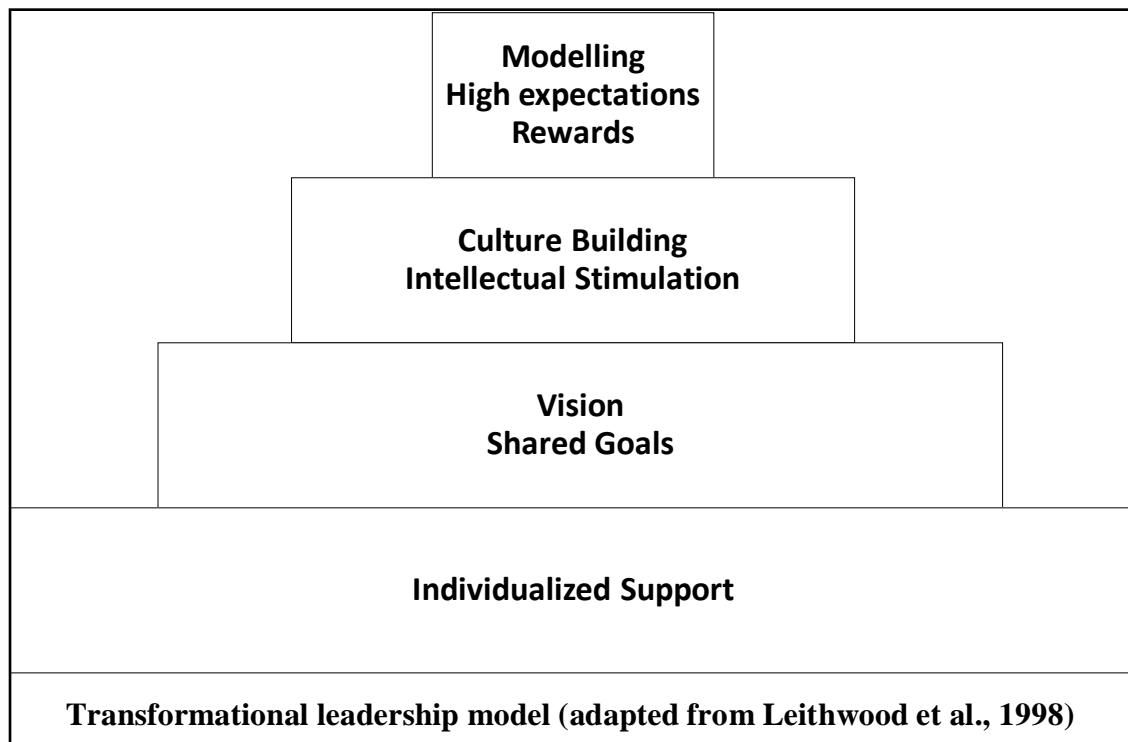 Modelling
High expectations
Rewards
Culture Building
Intellectual Stimulation
Vision
Shared Goals
Individualized Support
Transformational leadership model (adapted from Leithwood et al., 1998)